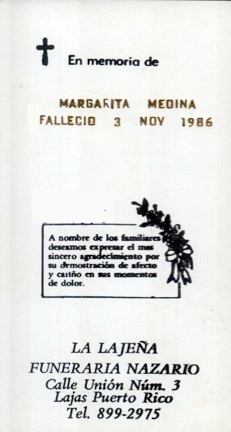 En memoria de
MARGARITA MEDINA
FALLECIO 3 NOV 1986
A nombre de los familiares
deseamos expresar el mas
sincero agradecimiento por
su demostración de afecto
y cariño en sus momentos
de dolor.
LA LAJEÑA
FUNERARIA NAZARIO
Calle Unión Núm. 3
Lajas Puerto Rico
Tel. 899-2975